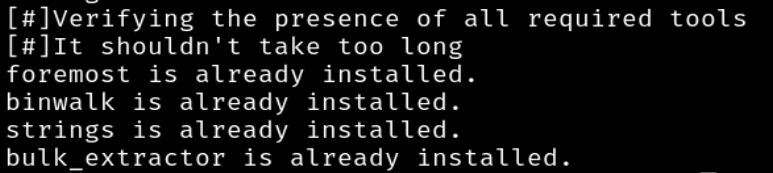 [#]Verifying the presence of all required tools
[#]It shouldn't take too long
foremost is already installed.
binwalk is already installed.
strings is already installed.
bulk_extractor is already installed.